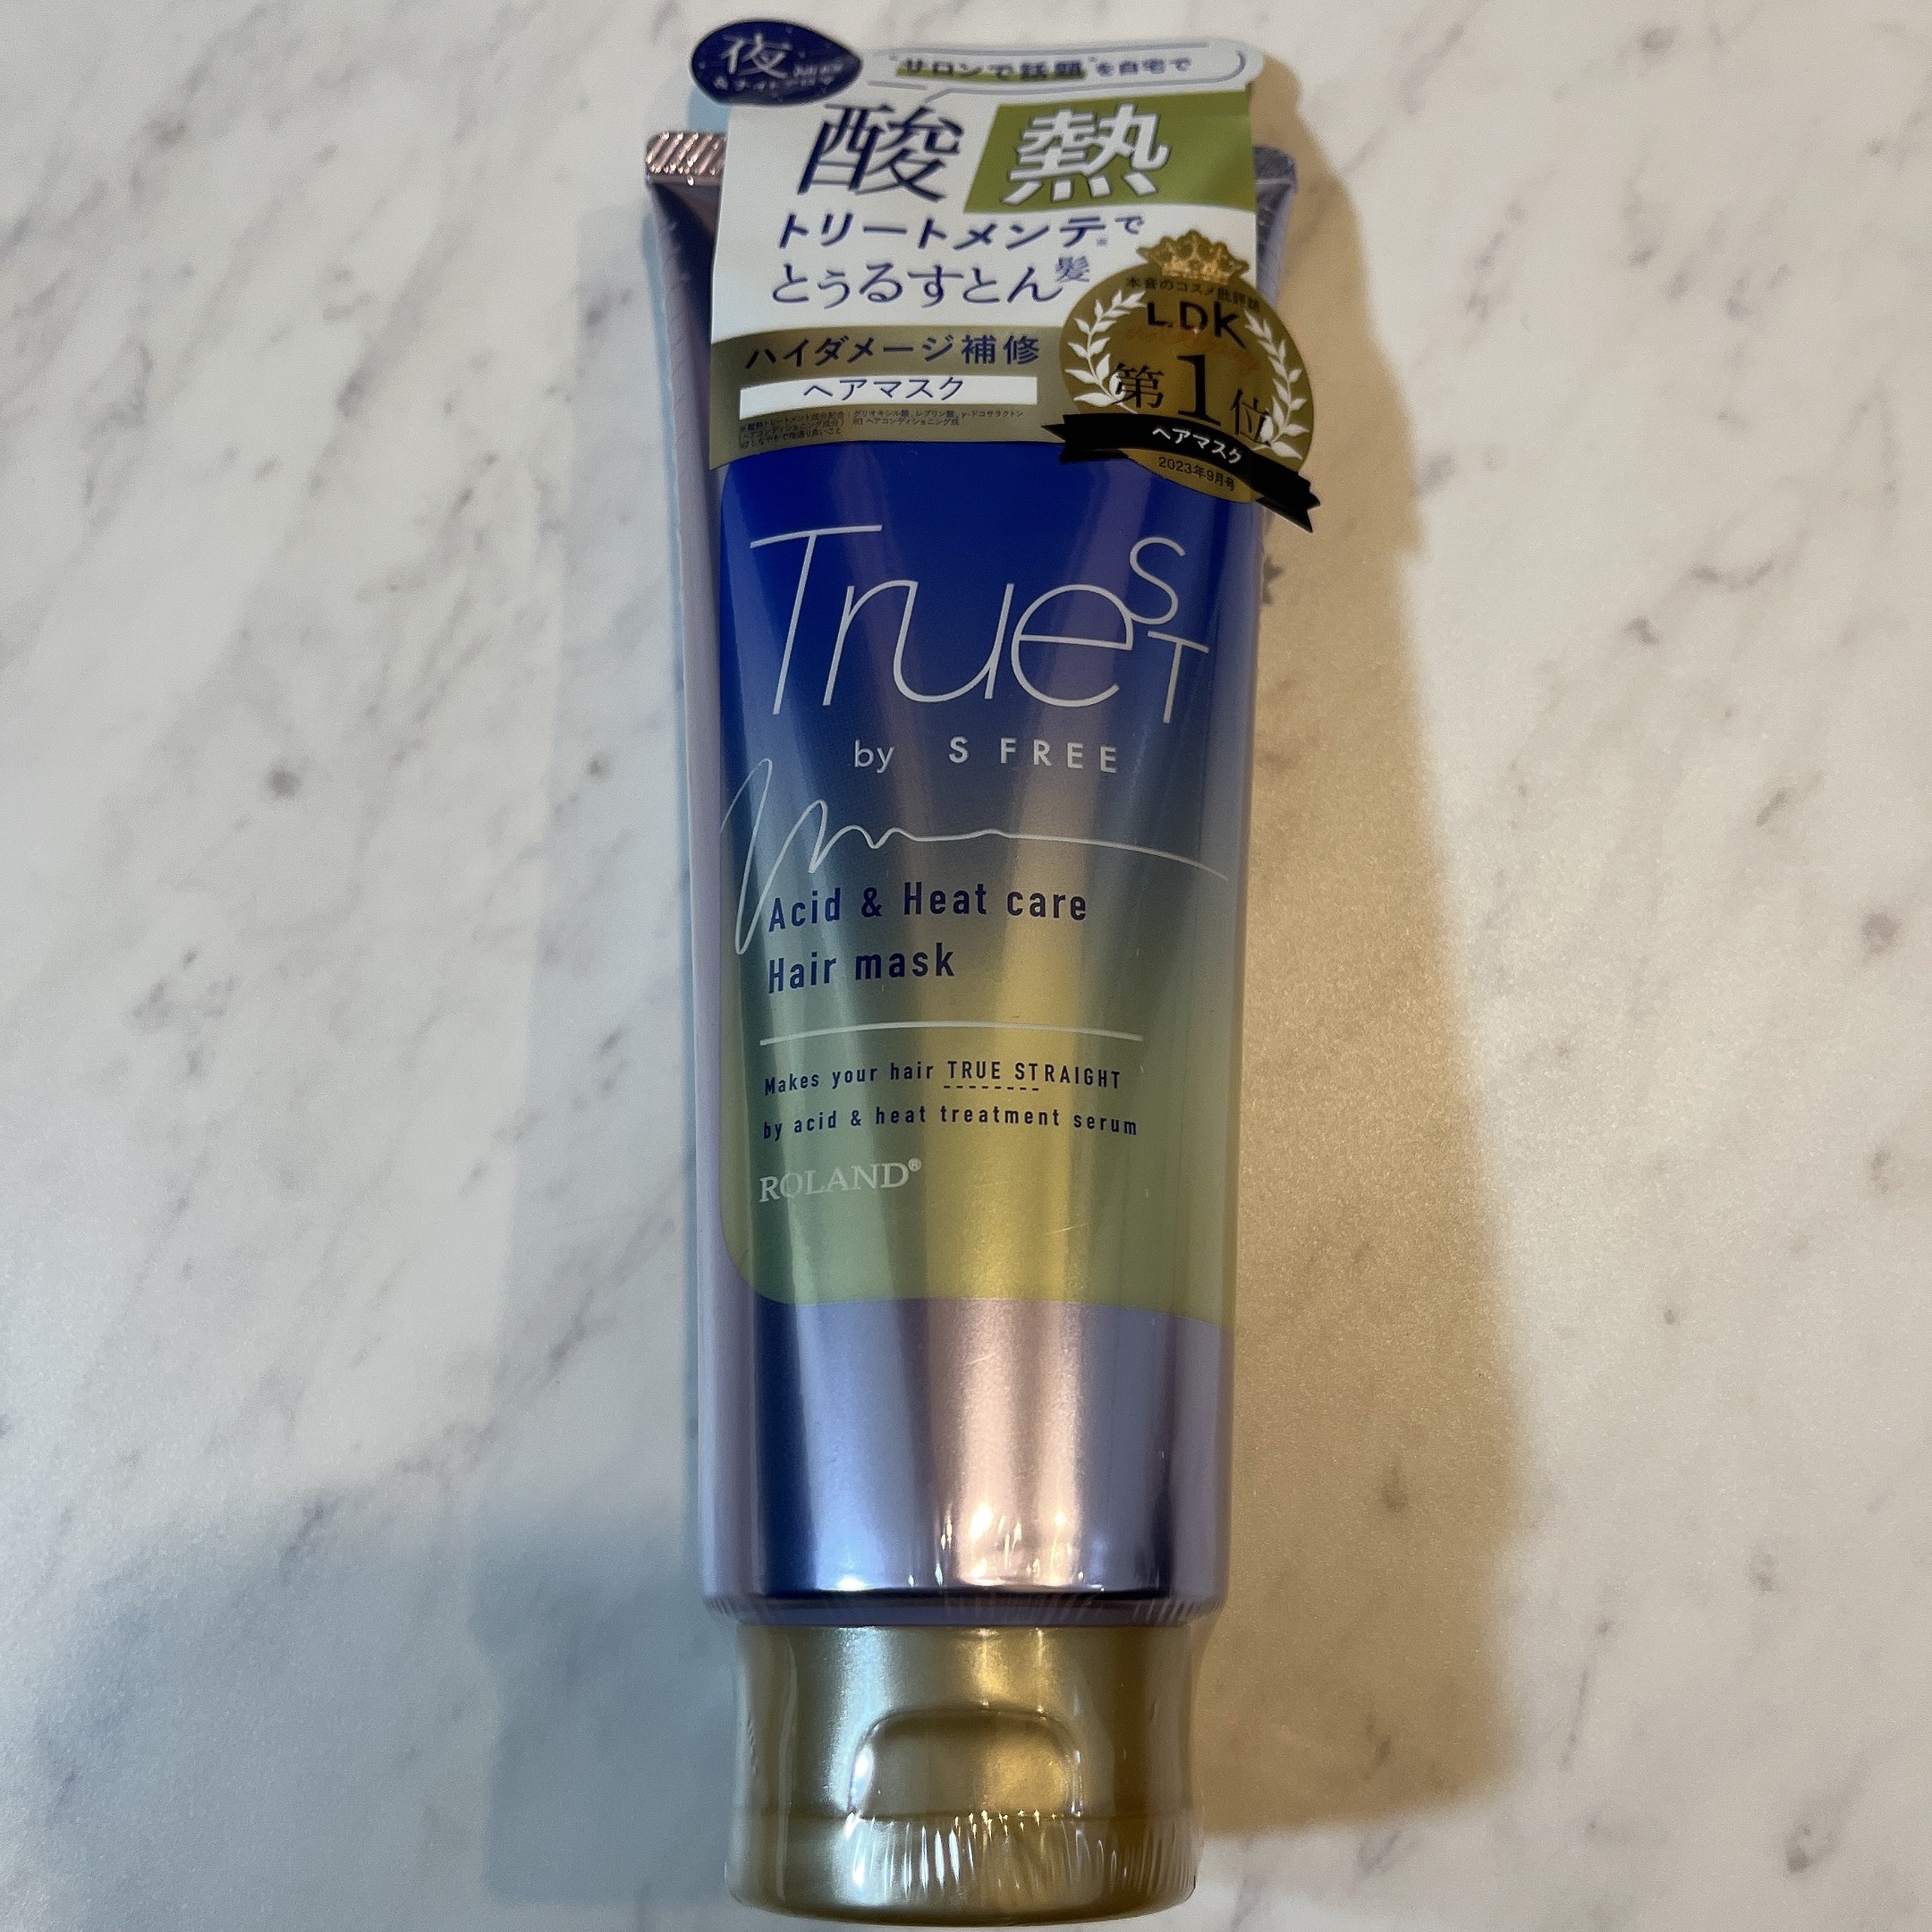 夜
"サロンで話題"を自宅で
酸 熱
トリートメンテ※で
とぅるすとん髪
ハイダメージ補修
ヘアマスク
本音のコスメ批評誌
LDK
第1位
ヘアマスク
2023年9月号
TrueST
by S FREE
Acid & Heat care
Hair mask
Makes your hair TRUE STRAIGHT
by acid & heat treatment serum
ROLAND®